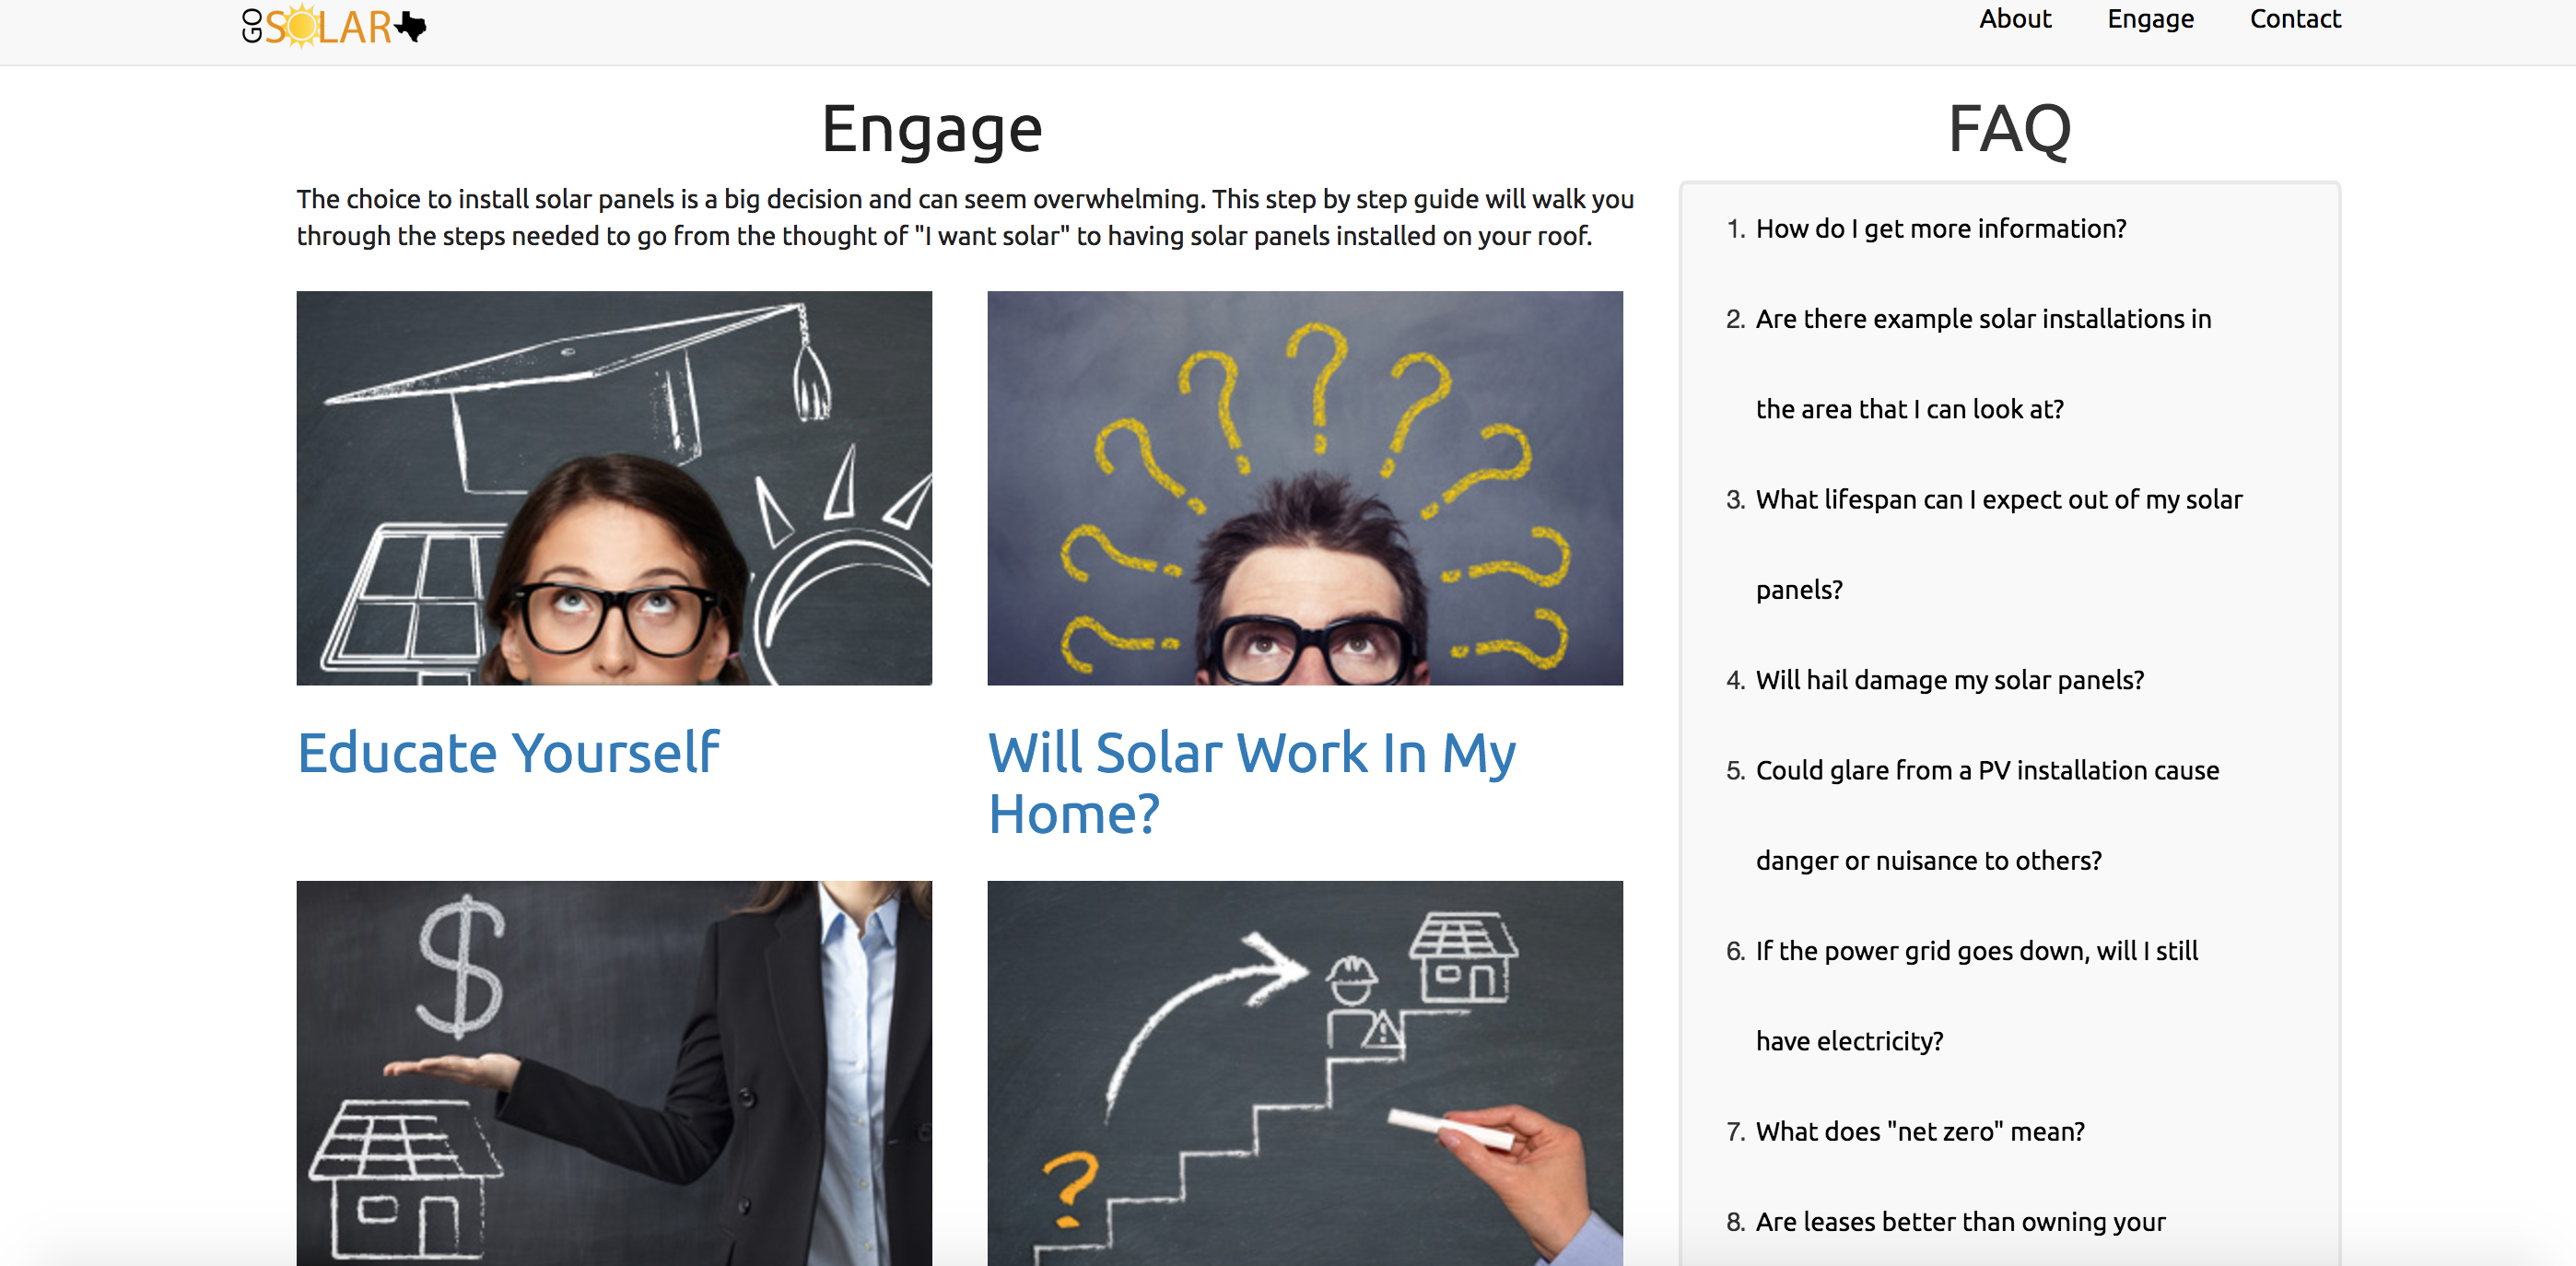 GO SOLAR
About Engage Contact
Engage
The choice to install solar panels is a big decision and can seem overwhelming. This step by step guide will walk you
through the steps needed to go from the thought of "I want solar" to having solar panels installed on your roof.
? ? ? ? ? ? ? ? ?
Educate Yourself
Will Solar Work In My
Home?
$
?
FAQ
1. How do I get more information?
2. Are there example solar installations in
the area that I can look at?
3. What lifespan can I expect out of my solar
panels?
4. Will hail damage my solar panels?
5. Could glare from a PV installation cause
danger or nuisance to others?
6. If the power grid goes down, will I still
have electricity?
7. What does "net zero" mean?
8. Are leases better than owning your